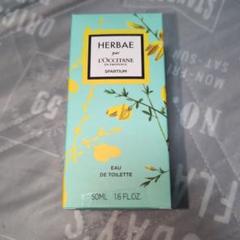 HERBAE
par
L'OCCITANE
EN PROVENCE
SPARTIUM
EAU
DE TOILETTE
50ML 1.6 FL.OZ.